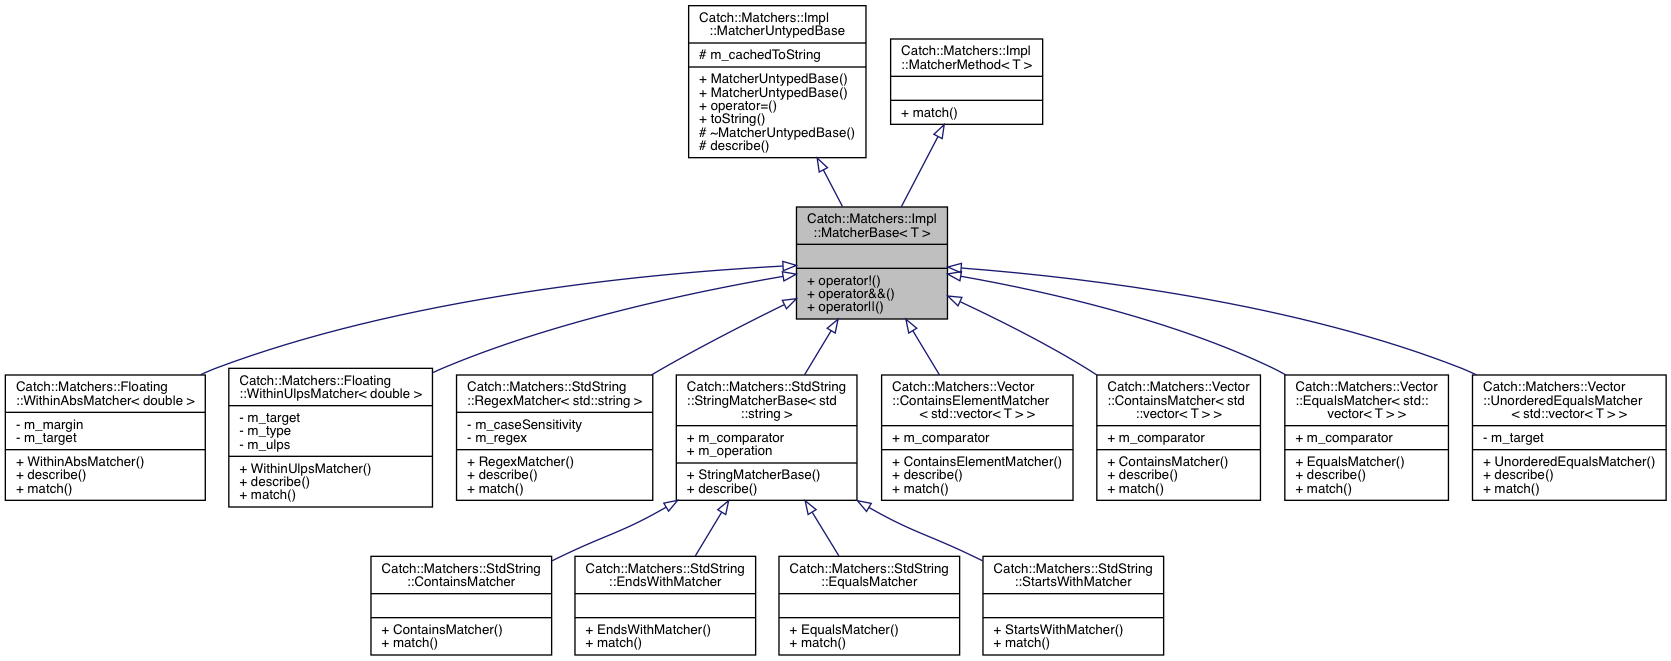 Catch::Matchers::Impl
::MatcherUntypedBase
# m_cachedToString
+ MatcherUntypedBase()
+ MatcherUntypedBase()
+ operator=()
+ toString()
# ~MatcherUntypedBase()
# describe()
Catch::Matchers::Impl
::MatcherMethod< T >
+ match()
Catch::Matchers::Impl
::MatcherBase< T >
+ operator!()
+ operator&&()
+ operator||()
Catch::Matchers::Floating
::WithinAbsMatcher< double >
- m_margin
- m_target
+ WithinAbsMatcher()
+ describe()
+ match()
Catch::Matchers::Floating
::WithinUlpsMatcher< double >
- m_target
- m_type
- m_ulps
+ WithinUlpsMatcher()
+ describe()
+ match()
Catch::Matchers::StdString
::RegexMatcher< std::string >
- m_caseSensitivity
- m_regex
+ RegexMatcher()
+ describe()
+ match()
Catch::Matchers::StdString
::StringMatcherBase< std
::string >
+ m_comparator
+ m_operation
+ StringMatcherBase()
+ describe()
Catch::Matchers::Vector
::ContainsElementMatcher
< std::vector< T > >
+ m_comparator
+ ContainsElementMatcher()
+ describe()
+ match()
Catch::Matchers::Vector
::ContainsMatcher< std
::vector< T > >
+ m_comparator
+ ContainsMatcher()
+ describe()
+ match()
Catch::Matchers::Vector
::EqualsMatcher< std::
vector< T > >
+ m_comparator
+ EqualsMatcher()
+ describe()
+ match()
Catch::Matchers::Vector
::UnorderedEqualsMatcher
< std::vector< T > >
- m_target
+ UnorderedEqualsMatcher()
+ describe()
+ match()
Catch::Matchers::StdString
::ContainsMatcher
+ ContainsMatcher()
+ match()
Catch::Matchers::StdString
::EndsWithMatcher
+ EndsWithMatcher()
+ match()
Catch::Matchers::StdString
::EqualsMatcher
+ EqualsMatcher()
+ match()
Catch::Matchers::StdString
::StartsWithMatcher
+ StartsWithMatcher()
+ match()